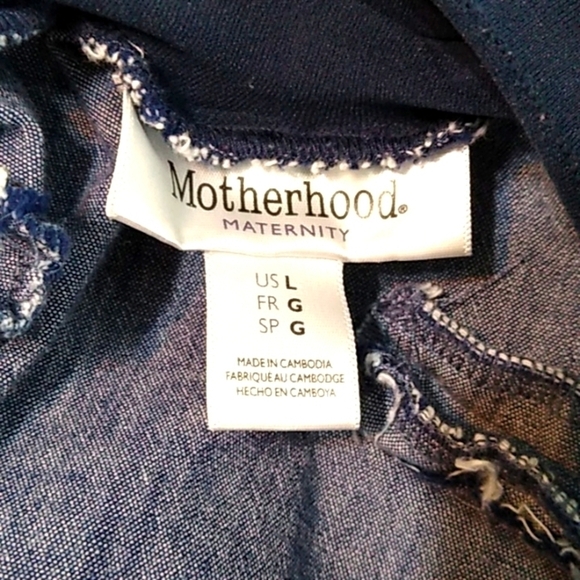 Motherhood®
MATERNITY
US L
FR G
SP G
MADE IN CAMBODIA
FABRIQUE AU CAMBODGE
HECHO EN CAMBOYA